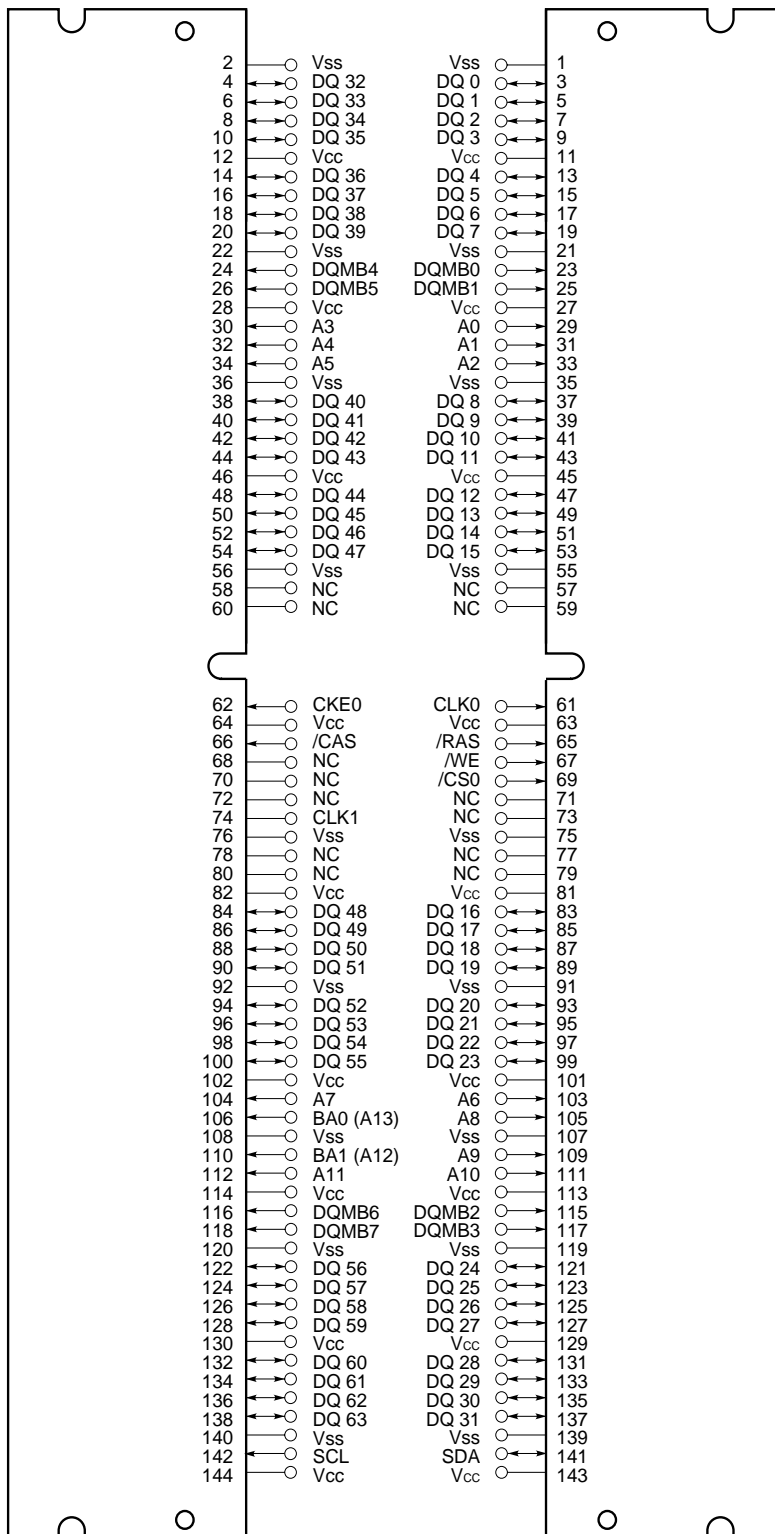 2 Vss Vss 1
4 DQ 32 DQ 0 3
6 DQ 33 DQ 1 5
8 DQ 34 DQ 2 7
10 DQ 35 DQ 3 9
12 Vcc Vcc 11
14 DQ 36 DQ 4 13
16 DQ 37 DQ 5 15
18 DQ 38 DQ 6 17
20 DQ 39 DQ 7 19
22 Vss Vss 21
24 DQMB4 DQMB0 23
26 DQMB5 DQMB1 25
28 Vcc Vcc 27
30 A3 A0 29
32 A4 A1 31
34 A5 A2 33
36 Vss Vss 35
38 DQ 40 DQ 8 37
40 DQ 41 DQ 9 39
42 DQ 42 DQ 10 41
44 DQ 43 DQ 11 43
46 Vcc Vcc 45
48 DQ 44 DQ 12 47
50 DQ 45 DQ 13 49
52 DQ 46 DQ 14 51
54 DQ 47 DQ 15 53
56 Vss Vss 55
58 NC NC 57
60 NC NC 59
62 CKE0 CLK0 61
64 Vcc Vcc 63
66 /CAS /RAS 65
68 NC /WE 67
70 NC /CS0 69
72 NC NC 71
74 CLK1 NC 73
76 Vss Vss 75
78 NC NC 77
80 NC NC 79
82 Vcc Vcc 81
84 DQ 48 DQ 16 83
86 DQ 49 DQ 17 85
88 DQ 50 DQ 18 87
90 DQ 51 DQ 19 89
92 Vss Vss 91
94 DQ 52 DQ 20 93
96 DQ 53 DQ 21 95
98 DQ 54 DQ 22 97
100 DQ 55 DQ 23 99
102 Vcc Vcc 101
104 A7 A6 103
106 BA0 (A13) A8 105
108 Vss Vss 107
110 BA1 (A12) A9 109
112 A11 A10 111
114 Vcc Vcc 113
116 DQMB6 DQMB2 115
118 DQMB7 DQMB3 117
120 Vss Vss 119
122 DQ 56 DQ 24 121
124 DQ 57 DQ 25 123
126 DQ 58 DQ 26 125
128 DQ 59 DQ 27 127
130 Vcc Vcc 129
132 DQ 60 DQ 28 131
134 DQ 61 DQ 29 133
136 DQ 62 DQ 30 135
138 DQ 63 DQ 31 137
140 Vss Vss 139
142 SCL SDA 141
144 Vcc Vcc 143